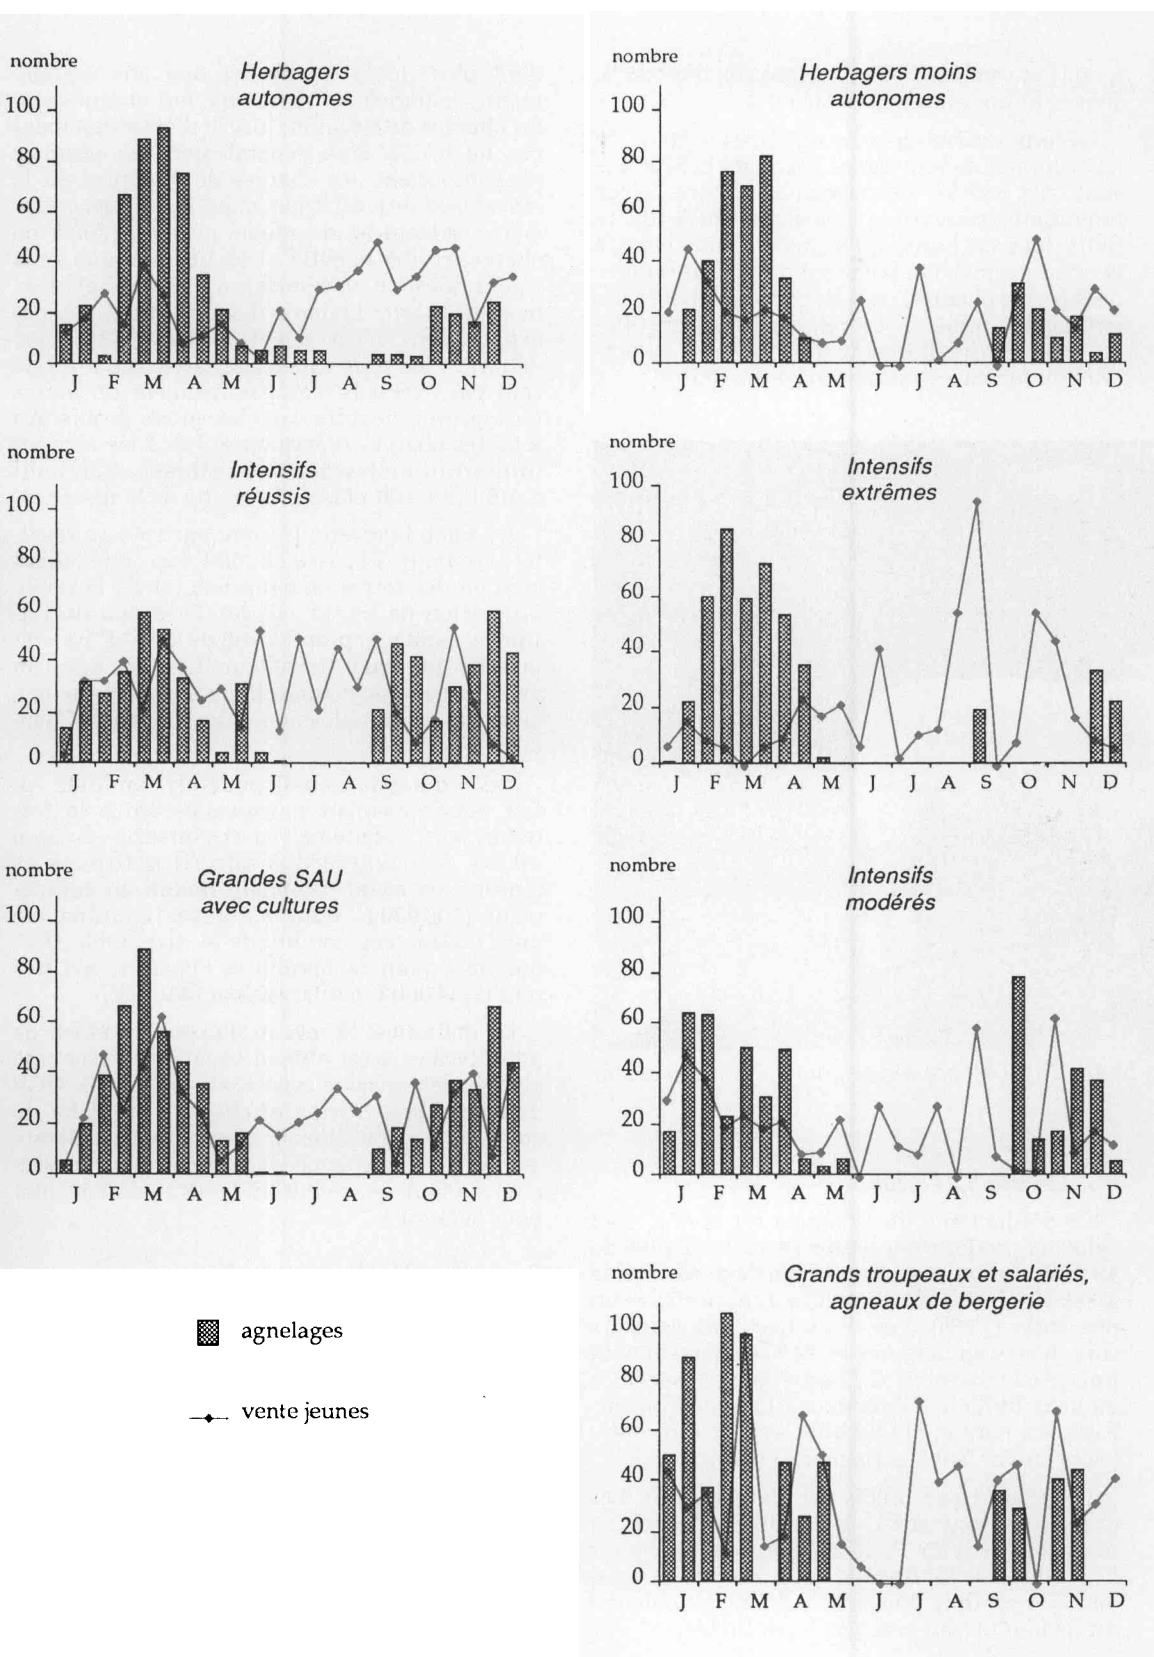 nombre
Herbagers
autonomes
100
80
60
40
20
0
J F M A M J J A S O N D
nombre
Herbagers moins
autonomes
100
80
60
40
20
0
J F M A M J J A S O N D
nombre
Intensifs
réussis
100
80
60
40
20
0
J F M A M J J A S O N D
nombre
Intensifs
extrêmes
100
80
60
40
20
0
J F M A M J J A S O N D
nombre
Grandes SAU
avec cultures
100
80
60
40
20
0
J F M A M J J A S O N D
nombre
Intensifs
modérés
100
80
60
40
20
0
J F M A M J J A S O N D
nombre
Grands troupeaux et salariés,
agneaux de bergerie
100
80
60
40
20
0
J F M A M J J A S O N D
agnelages
vente jeunes